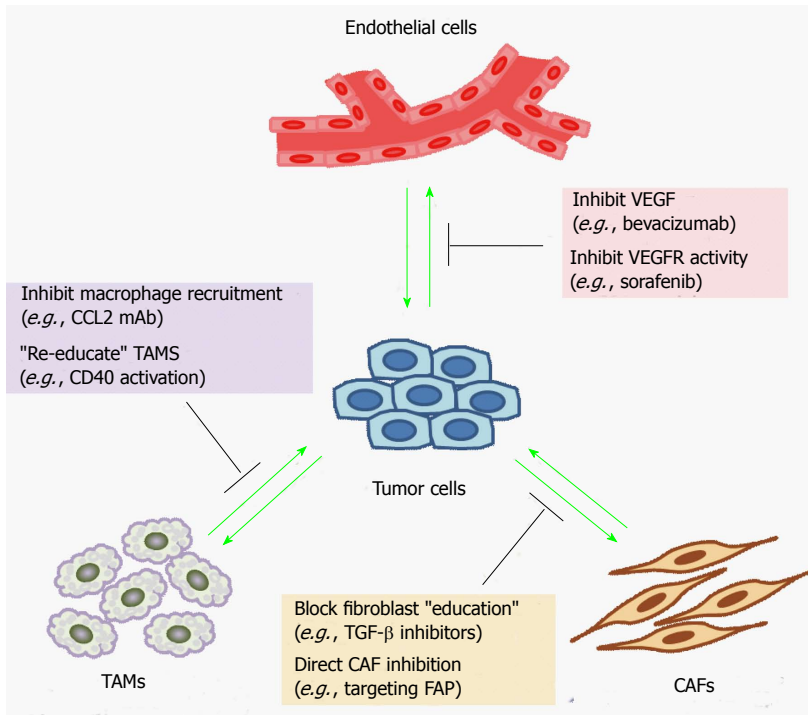 Endothelial cells
Inhibit VEGF
(e.g., bevacizumab)
Inhibit VEGFR activity
(e.g., sorafenib)
Inhibit macrophage recruitment
(e.g., CCL2 mAb)
"Re-educate" TAMS
(e.g., CD40 activation)
Tumor cells
Block fibroblast "education"
(e.g., TGF-β inhibitors)
Direct CAF inhibition
(e.g., targeting FAP)
TAMs
CAFs